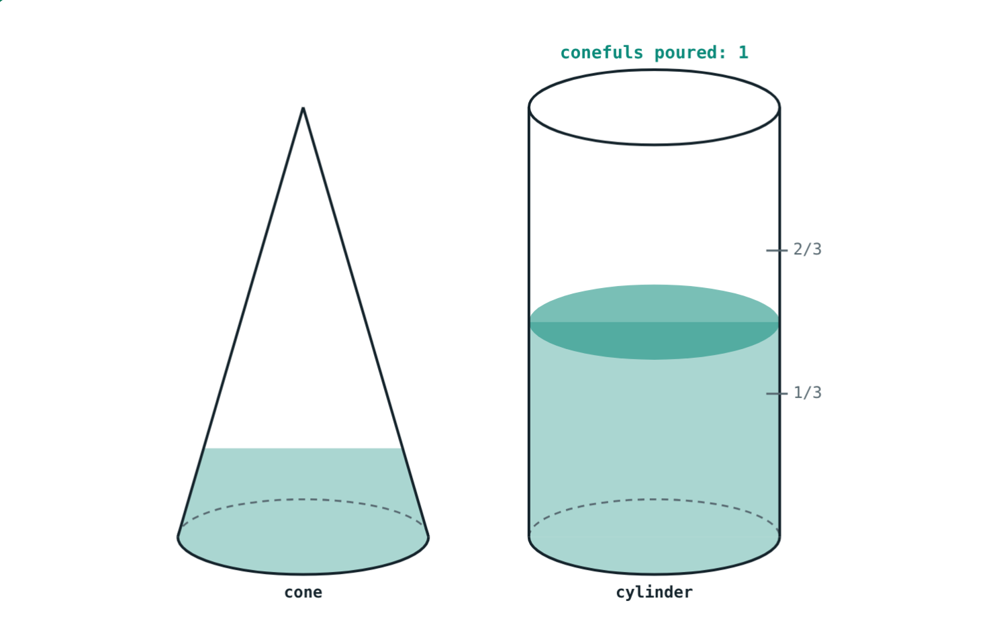 conefuls poured: 1
2/3
1/3
cone
cylinder